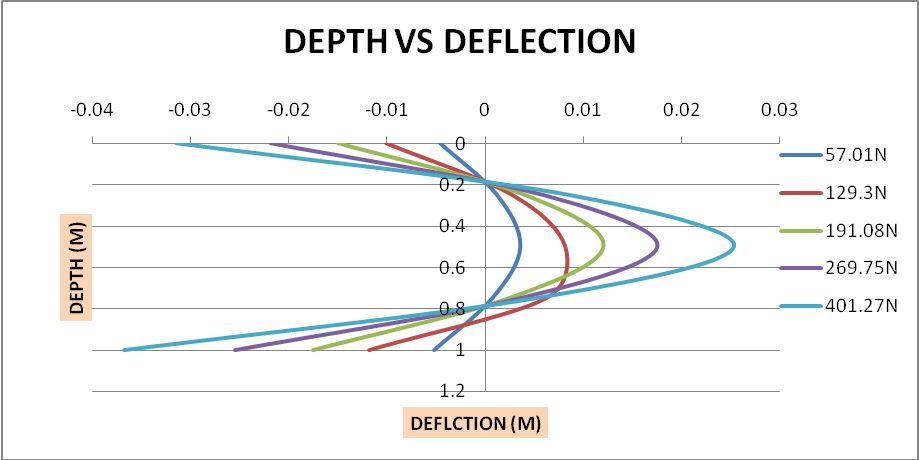 DEPTH VS DEFLECTION
-0.04 -0.03 -0.02 -0.01 0 0.01 0.02 0.03
0
0.2
0.4
0.6
0.8
1
1.2
DEPTH (M)
57.01N
129.3N
191.08N
269.75N
401.27N
DEFLCTION (M)